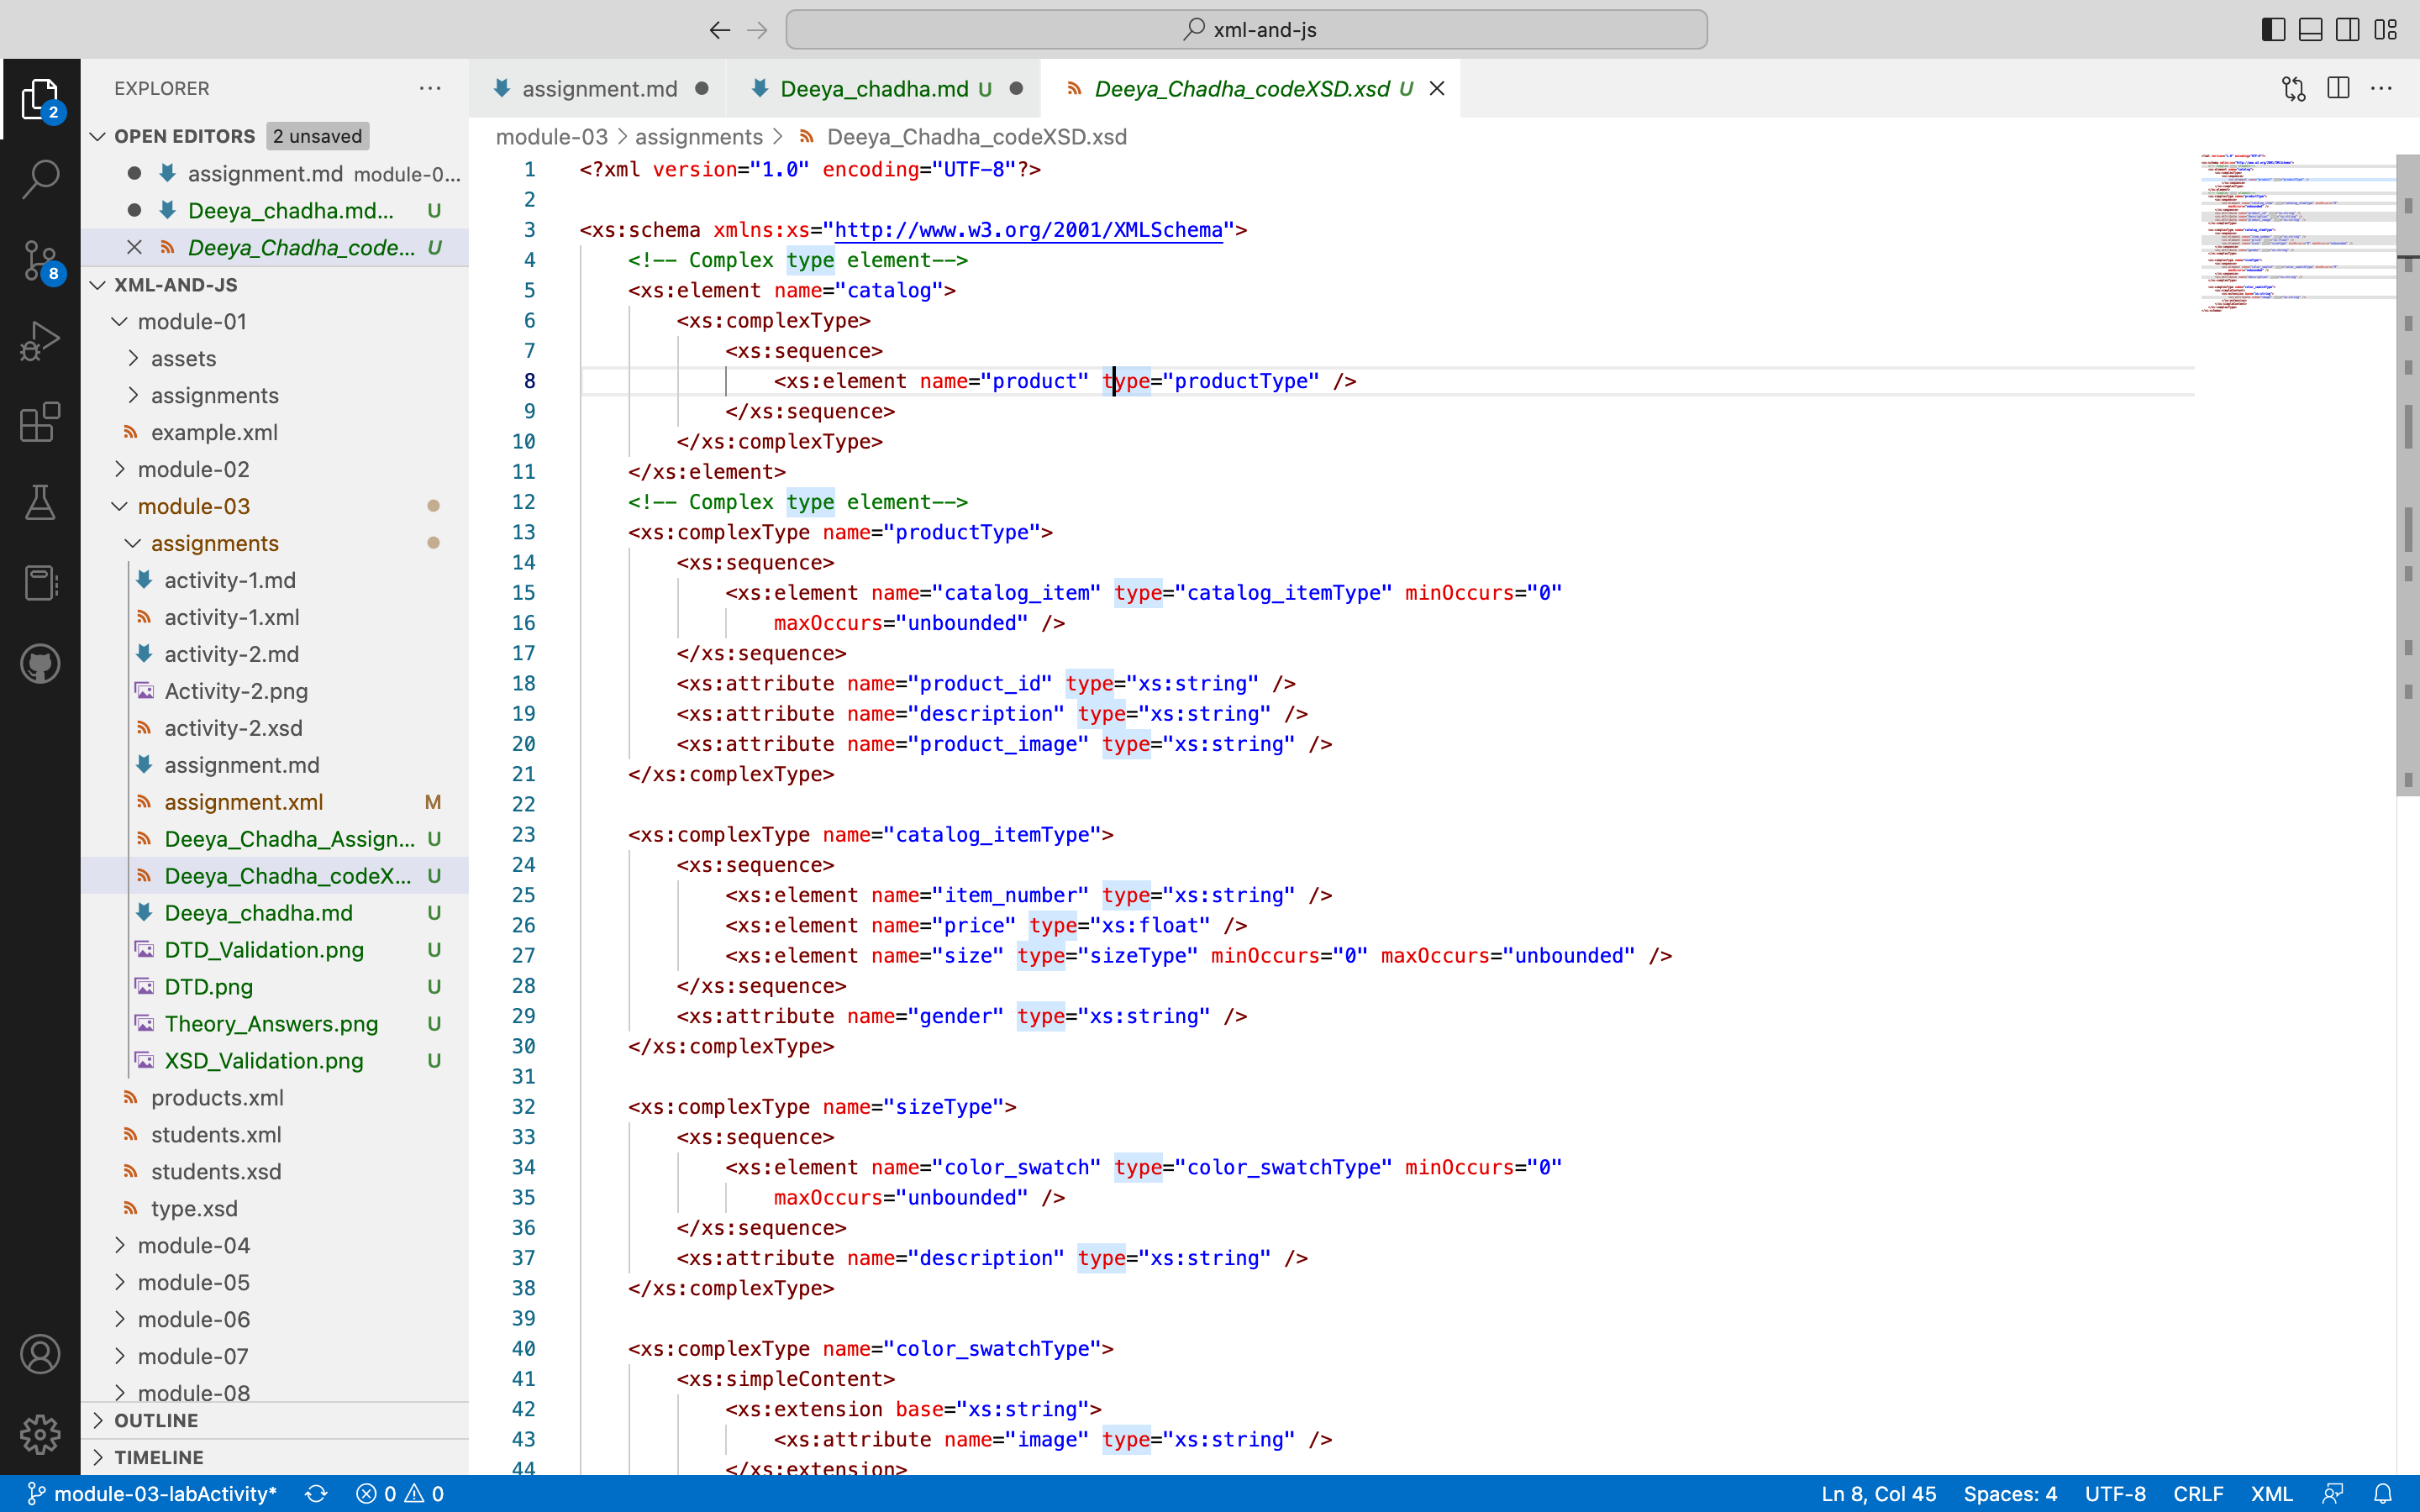 xml-and-js
EXPLORER
OPEN EDITORS 2 unsaved
assignment.md module-0...
Deeya_chadha.md... U
Deeya_Chadha_code... U
XML-AND-JS
module-01
assets
assignments
example.xml
module-02
module-03
assignments
activity-1.md
activity-1.xml
activity-2.md
Activity-2.png
activity-2.xsd
assignment.md
assignment.xml M
Deeya_Chadha_Assign... U
Deeya_Chadha_codeX... U
Deeya_chadha.md U
DTD_Validation.png U
DTD.png U
Theory_Answers.png U
XSD_Validation.png U
products.xml
students.xml
students.xsd
type.xsd
module-04
module-05
module-06
module-07
module-08
OUTLINE
TIMELINE
2
8
assignment.md
Deeya_chadha.md U
Deeya_Chadha_codeXSD.xsd U
module-03 > assignments > Deeya_Chadha_codeXSD.xsd
1 <?xml version="1.0" encoding="UTF-8"?>
2
3 <xs:schema xmlns:xs="http://www.w3.org/2001/XMLSchema">
4 <!-- Complex type element-->
5 <xs:element name="catalog">
6 <xs:complexType>
7 <xs:sequence>
8 <xs:element name="product" type="productType" />
9 </xs:sequence>
10 </xs:complexType>
11 </xs:element>
12 <!-- Complex type element-->
13 <xs:complexType name="productType">
14 <xs:sequence>
15 <xs:element name="catalog_item" type="catalog_itemType" minOccurs="0"
16 maxOccurs="unbounded" />
17 </xs:sequence>
18 <xs:attribute name="product_id" type="xs:string" />
19 <xs:attribute name="description" type="xs:string" />
20 <xs:attribute name="product_image" type="xs:string" />
21 </xs:complexType>
22
23 <xs:complexType name="catalog_itemType">
24 <xs:sequence>
25 <xs:element name="item_number" type="xs:string" />
26 <xs:element name="price" type="xs:float" />
27 <xs:element name="size" type="sizeType" minOccurs="0" maxOccurs="unbounded" />
28 </xs:sequence>
29 <xs:attribute name="gender" type="xs:string" />
30 </xs:complexType>
31
32 <xs:complexType name="sizeType">
33 <xs:sequence>
34 <xs:element name="color_swatch" type="color_swatchType" minOccurs="0"
35 maxOccurs="unbounded" />
36 </xs:sequence>
37 <xs:attribute name="description" type="xs:string" />
38 </xs:complexType>
39
40 <xs:complexType name="color_swatchType">
41 <xs:simpleContent>
42 <xs:extension base="xs:string">
43 <xs:attribute name="image" type="xs:string" />
44 </xs:extension>
module-03-labActivity* 0 0 Ln 8, Col 45 Spaces: 4 UTF-8 CRLF XML